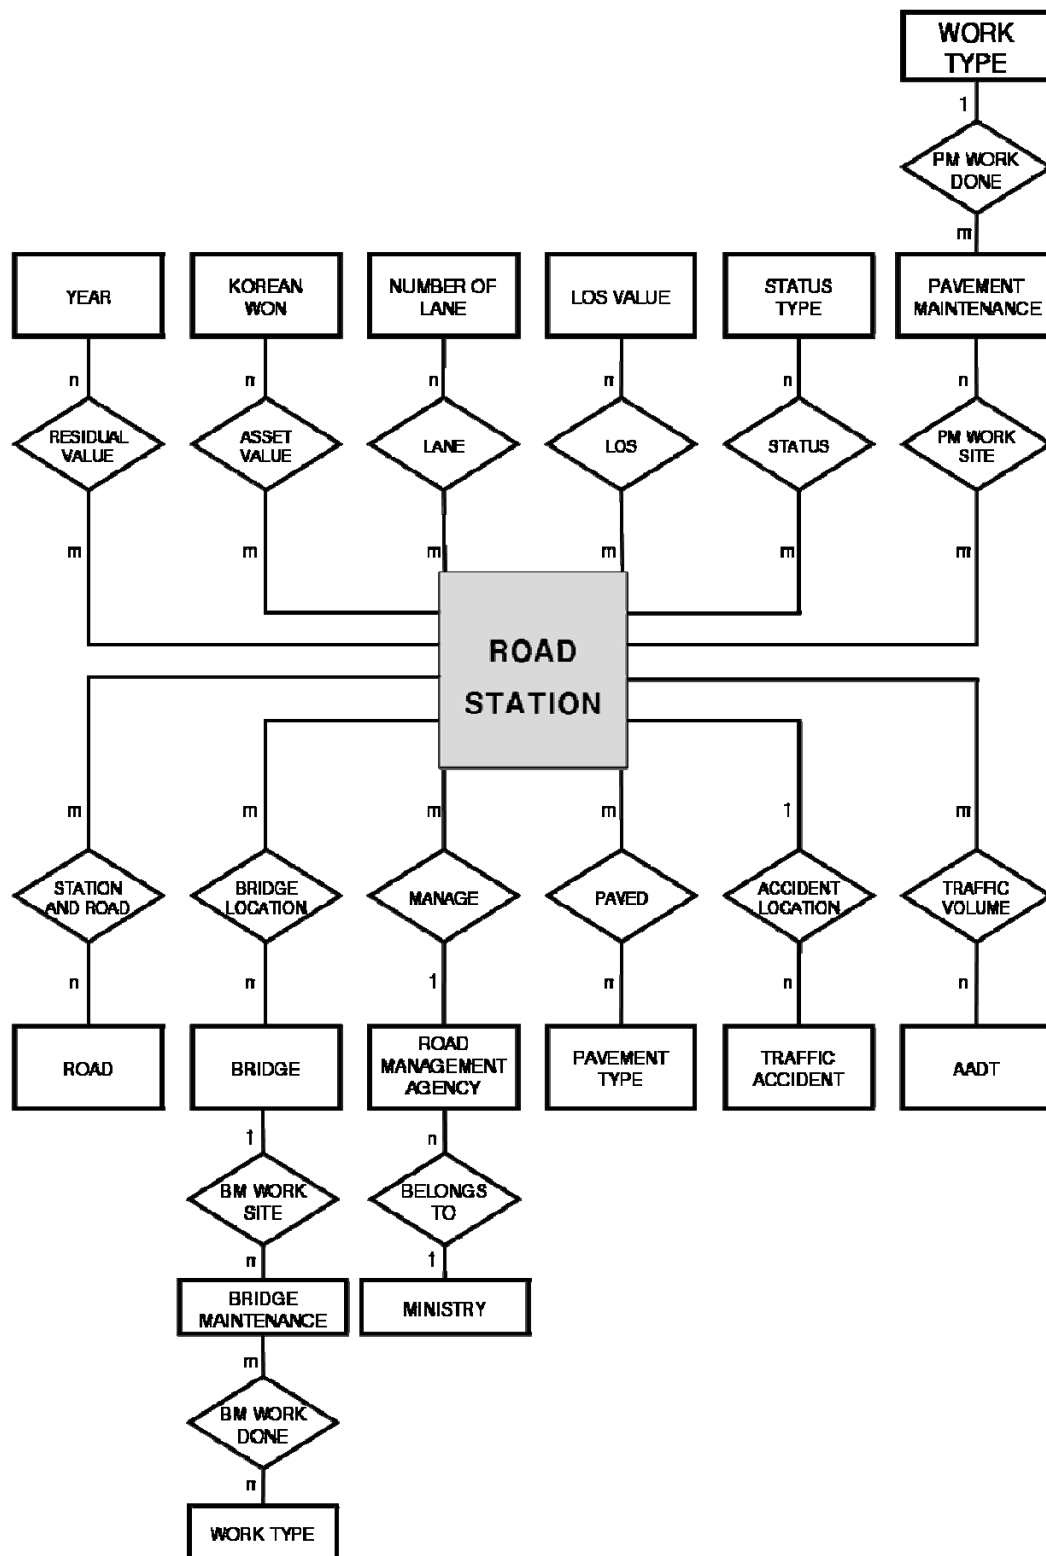 WORK
TYPE
1
PM WORK
DONE
m
YEAR
KOREAN
WON
NUMBER OF
LANE
LOS VALUE
STATUS
TYPE
PAVEMENT
MAINTENANCE
n
n
n
n
n
n
RESIDUAL
VALUE
ASSET
VALUE
LANE
LOS
STATUS
PM WORK
SITE
m
m
m
m
m
m
ROAD
STATION
m
m
m
m
1
m
STATION
AND ROAD
BRIDGE
LOCATION
MANAGE
PAVED
ACCIDENT
LOCATION
TRAFFIC
VOLUME
n
n
1
n
n
n
ROAD
BRIDGE
ROAD
MANAGEMENT
AGENCY
PAVEMENT
TYPE
TRAFFIC
ACCIDENT
AADT
1
n
BM WORK
SITE
BELONGS
TO
n
1
BRIDGE
MAINTENANCE
MINISTRY
m
BM WORK
DONE
n
WORK TYPE